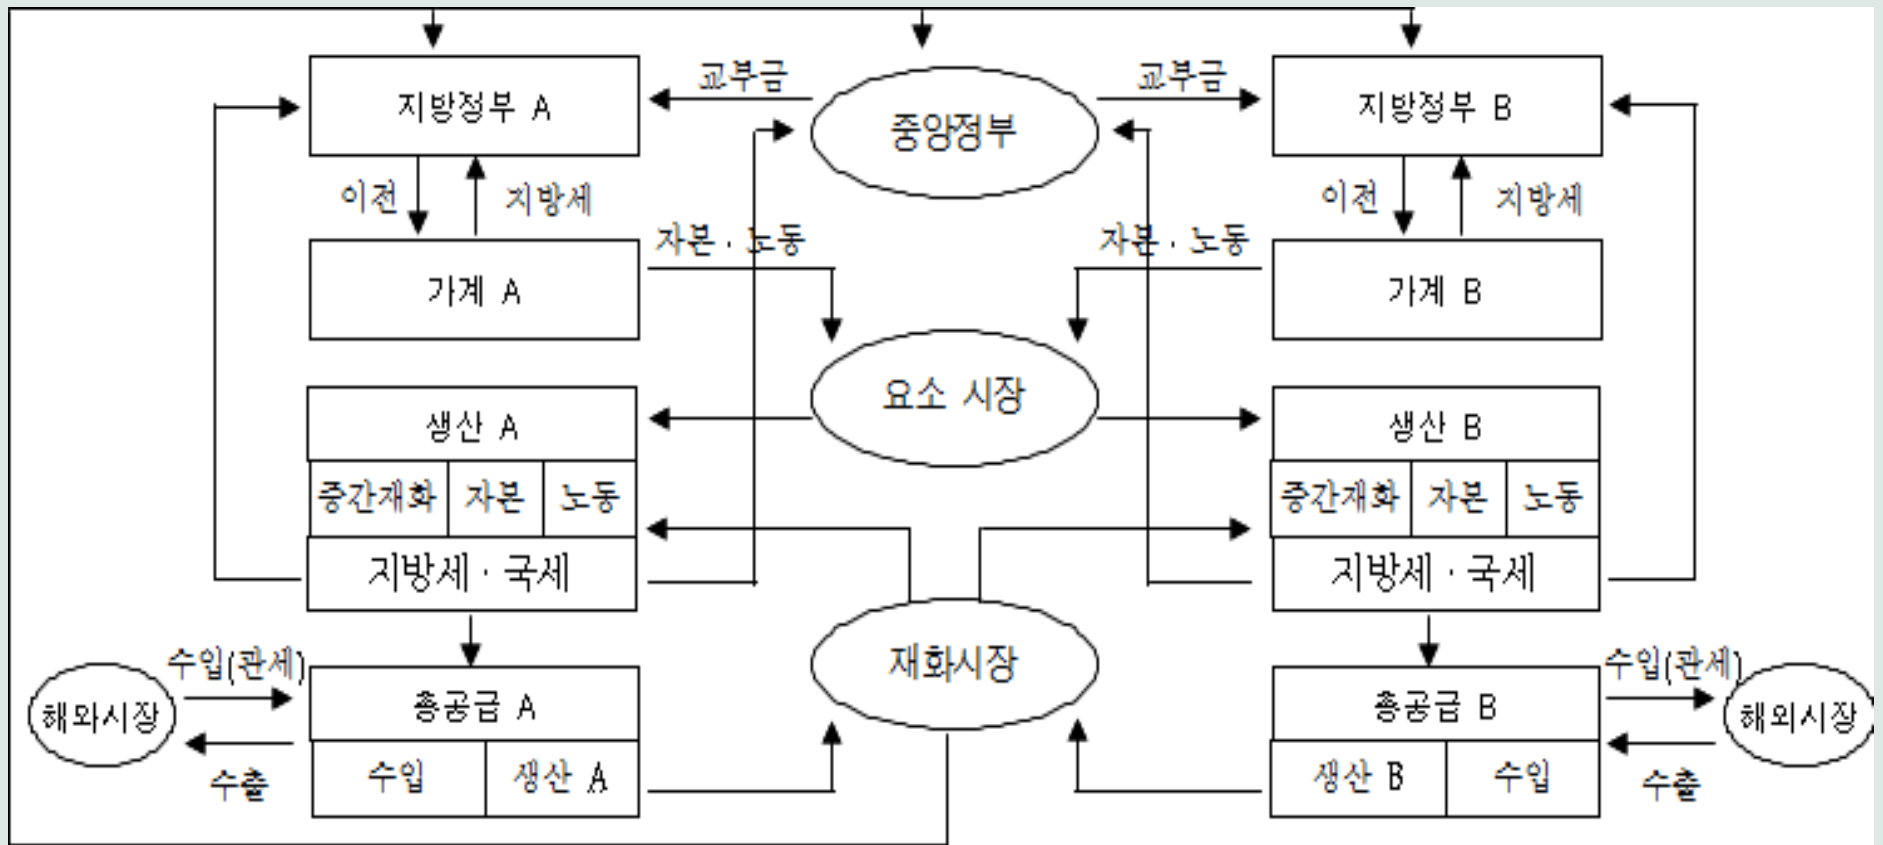 교부금
교부금
지방정부 A
중앙정부
지방정부 B
이전
지방세
이전
지방세
자본 · 노동
자본 · 노동
가계 A
가계 B
요소 시장
생산 A
생산 B
중간재화
자본
노동
중간재화
자본
노동
지방세 · 국세
지방세 · 국세
수입(관세)
재화시장
수입(관세)
해외시장
총공급 A
총공급 B
해외시장
수출
수입
생산 A
생산 B
수입
수출